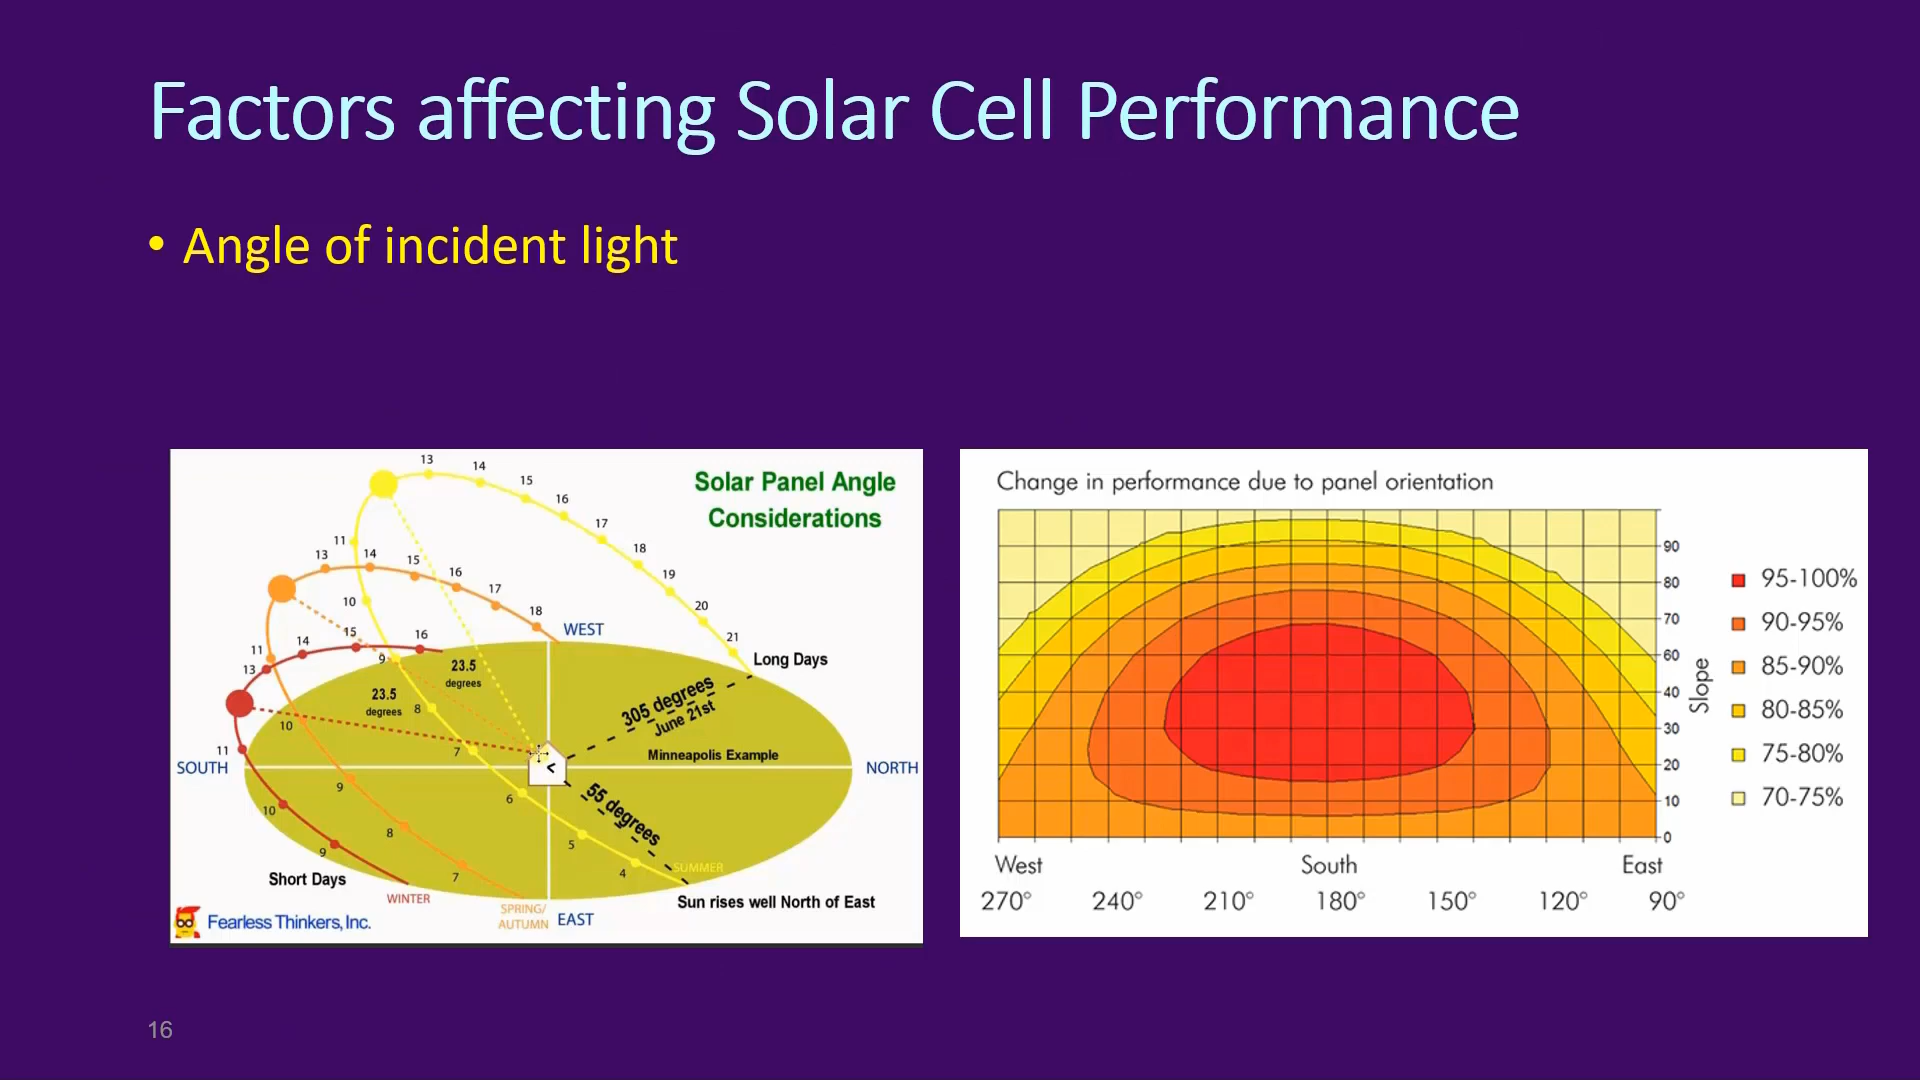 Factors affecting Solar Cell Performance
• Angle of incident light
Solar Panel Angle
Considerations
13
14
15
16
17
18
19
20
21
11
10
9
8
7
6
5
4
13
14
15
16
17
18
11
10
9
8
7
14
15
16
13
11
10
9
WEST
Long Days
23.5
degrees
23.5
degrees
305 degrees
June 21st
Minneapolis Example
SOUTH
NORTH
<
55 degrees
SUMMER
Short Days
WINTER
Sun rises well North of East
SPRING/
AUTUMN
EAST
Fearless Thinkers, Inc.
Change in performance due to panel orientation
90
80
70
60
40
30
20
10
0
Slope
95-100%
90-95%
85-90%
80-85%
75-80%
70-75%
West South East
270° 240° 210° 180° 150° 120° 90°
16